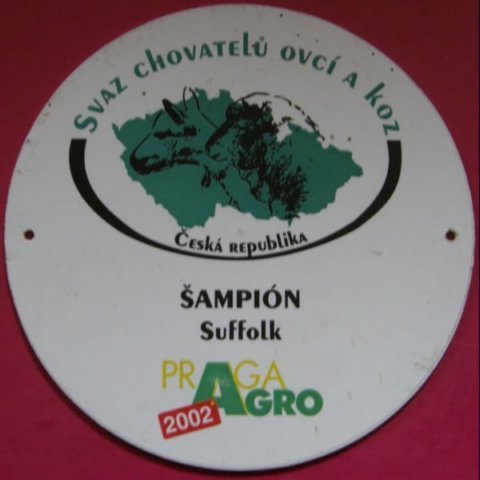 Svaz chovatelů ovcí a koz
Česká republika
ŠAMPIÓN
Suffolk
PRAGA
AGRO
2002